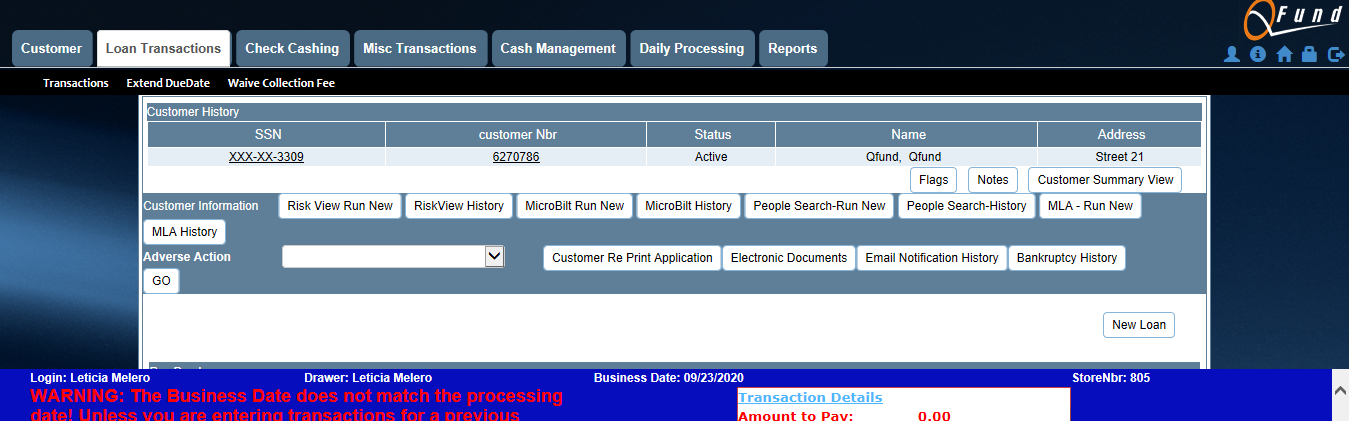 QFund
Customer Loan Transactions Check Cashing Misc Transactions Cash Management Daily Processing Reports
Transactions Extend DueDate Waive Collection Fee
Customer History
SSN customer Nbr Status Name Address
XXX-XX-3309 6270786 Active Qfund, Qfund Street 21
Flags Notes Customer Summary View
Customer Information Risk View Run New RiskView History MicroBilt Run New MicroBilt History People Search-Run New People Search-History MLA - Run New
MLA History
Adverse Action Customer Re Print Application Electronic Documents Email Notification History Bankruptcy History
GO
New Loan
Login: Leticia Melero Drawer: Leticia Melero Business Date: 09/23/2020 StoreNbr: 805
WARNING: The Business Date does not match the processing
date! Unless you are entering transactions for a previous
Transaction Details
Amount to Pay: 0.00